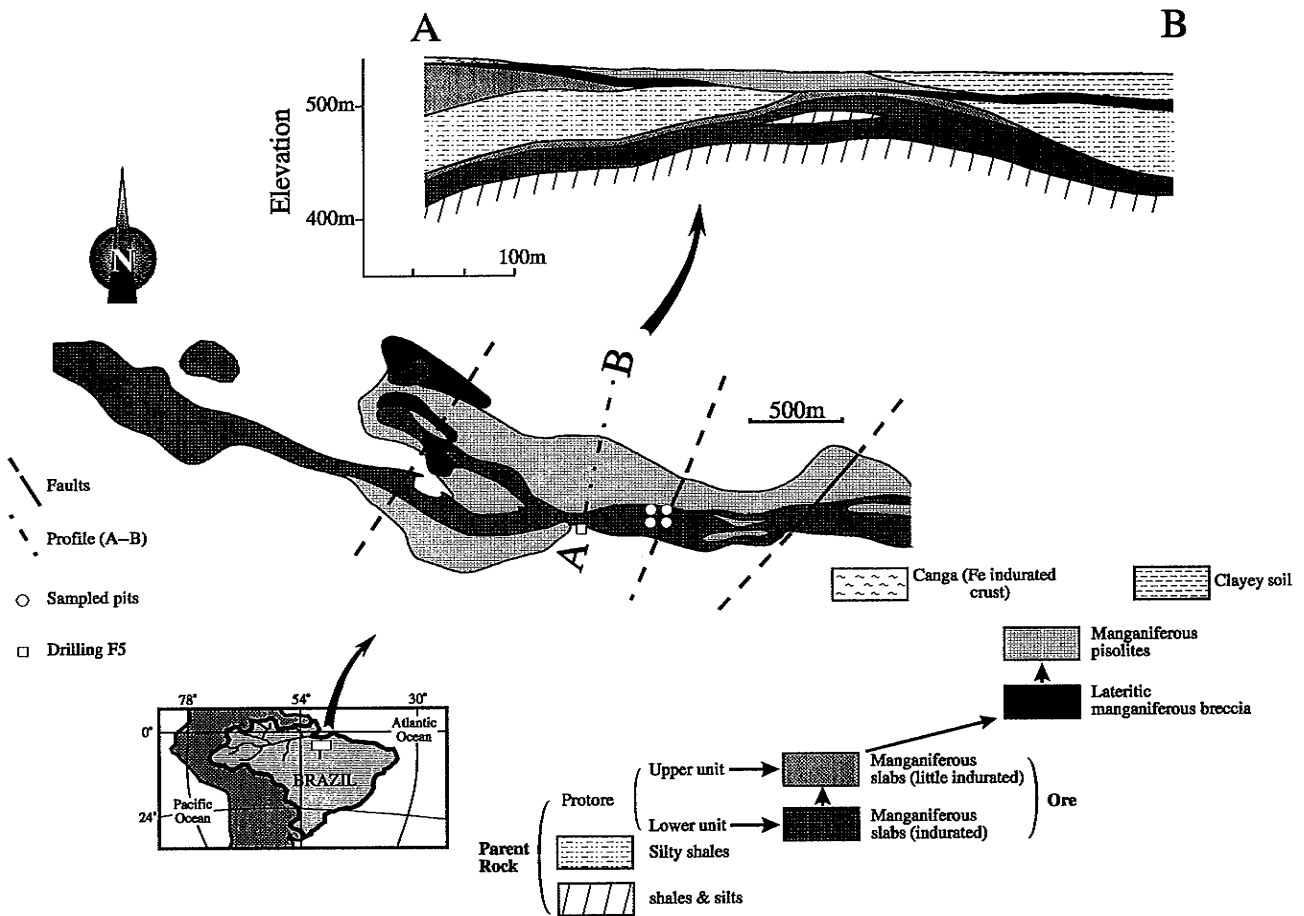 A
B
500m
Elevation
400m
100m
N
B
500m
A
Faults
Profile (A–B)
Sampled pits
Drilling F5
Canga (Fe indurated
crust)
Clayey soil
Manganiferous
pisolites
Lateritic
manganiferous breccia
78°
54°
30°
0°
Atlantic
Ocean
BRAZIL
Pacific
Ocean
24°
Upper unit
Manganiferous
slabs (little indurated)
Protore
Ore
Lower unit
Manganiferous
slabs (indurated)
Parent
Rock
Silty shales
shales & silts